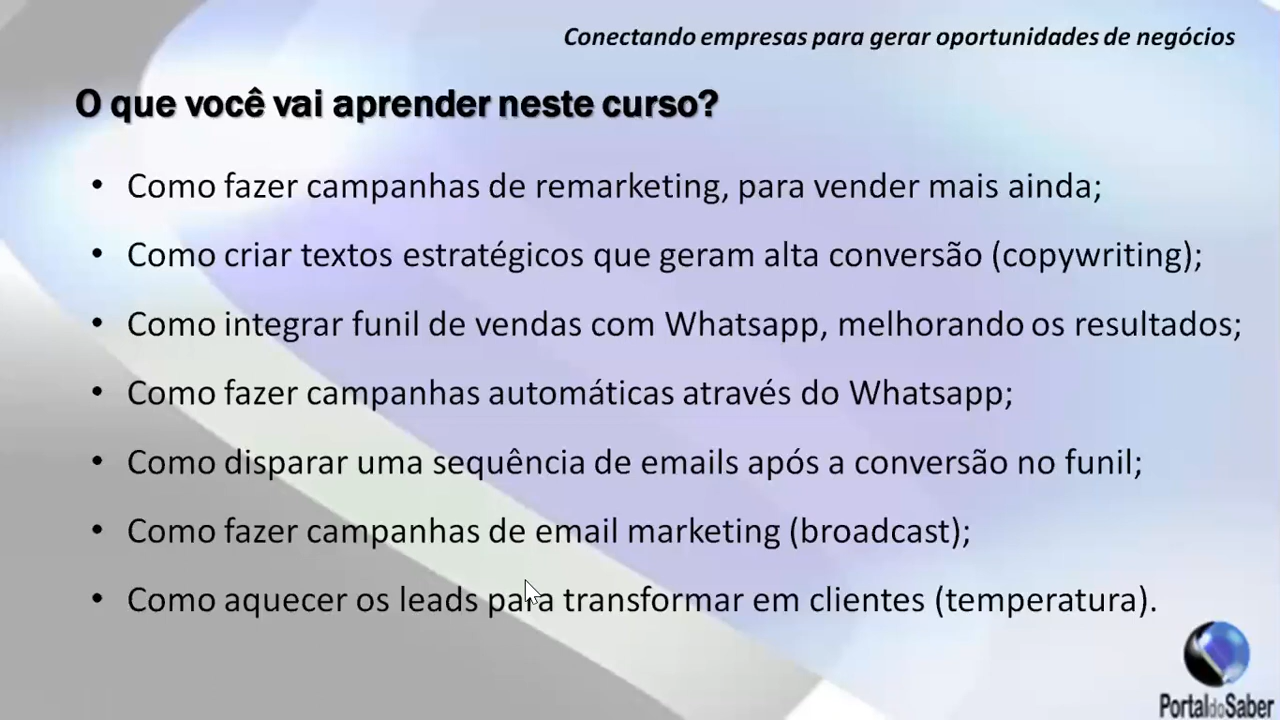 Conectando empresas para gerar oportunidades de negócios
O que você vai aprender neste curso?
• Como fazer campanhas de remarketing, para vender mais ainda;
• Como criar textos estratégicos que geram alta conversão (copywriting);
• Como integrar funil de vendas com Whatsapp, melhorando os resultados;
• Como fazer campanhas automáticas através do Whatsapp;
• Como disparar uma sequência de emails após a conversão no funil;
• Como fazer campanhas de email marketing (broadcast);
• Como aquecer os leads para transformar em clientes (temperatura).
PortaldoSaber